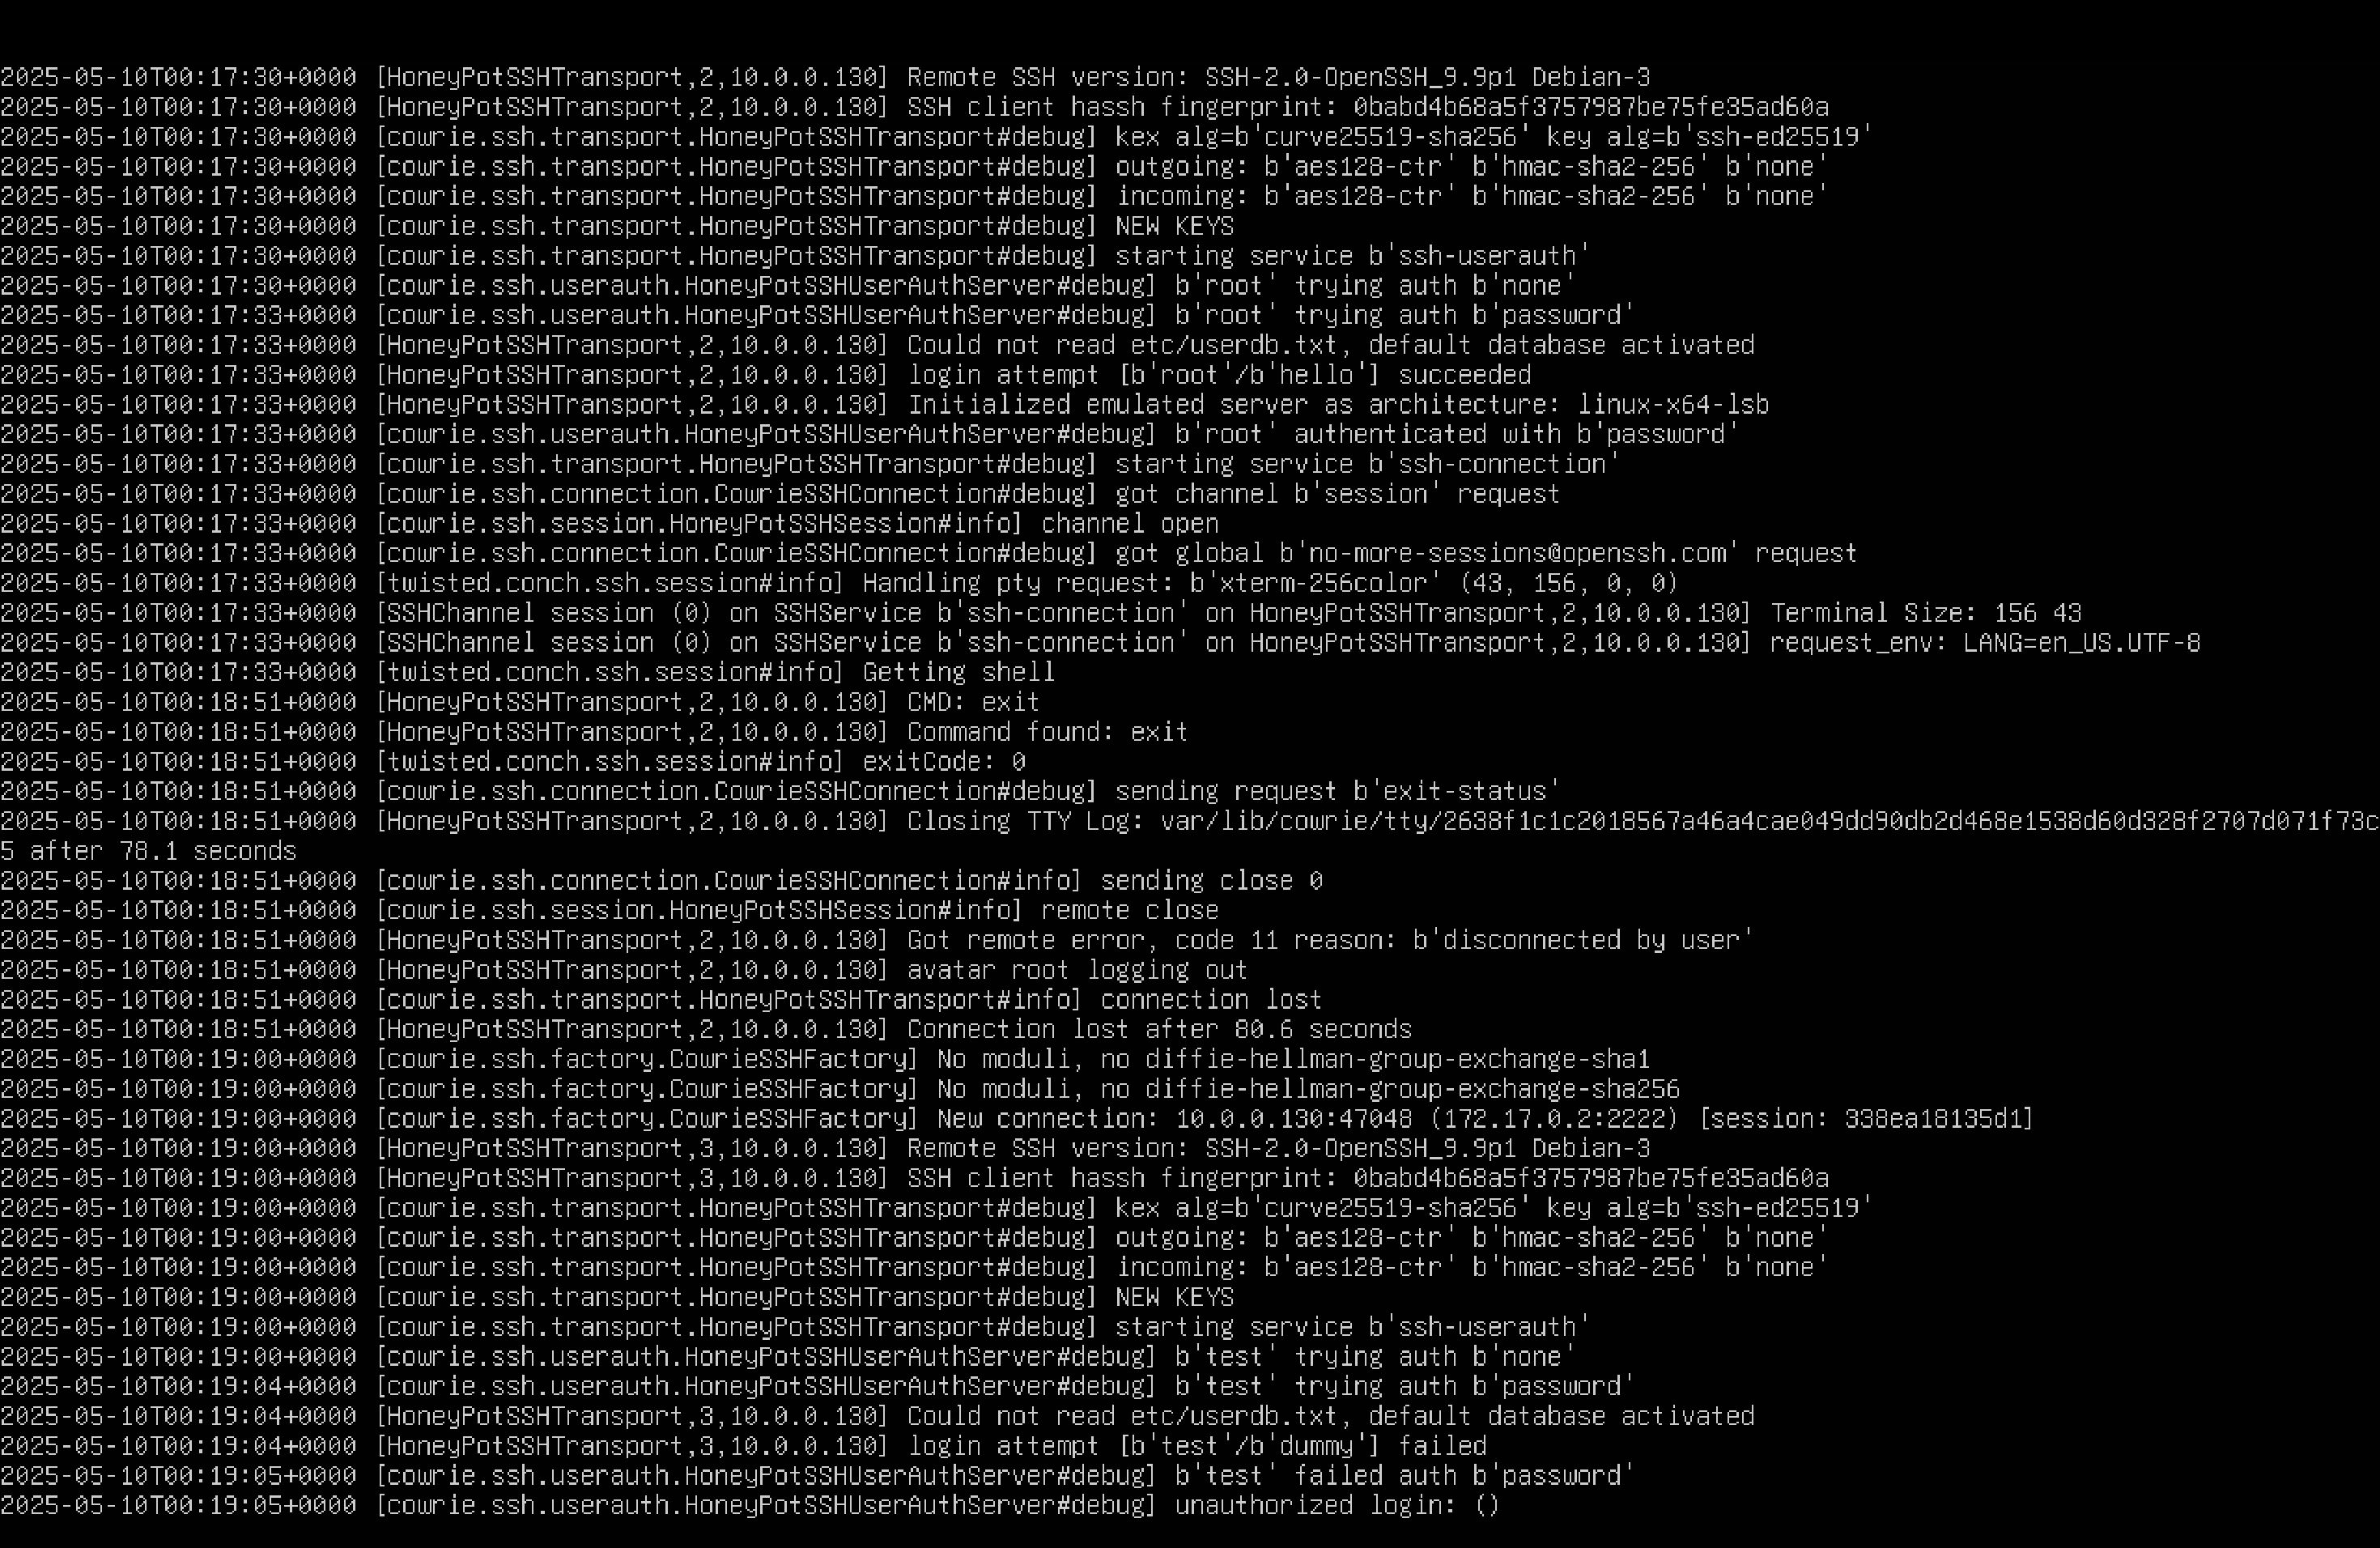 2025-05-10T00:17:30+0000 [HoneyPotSSHTransport,2,10.0.0.130] Remote SSH version: SSH-2.0-OpenSSH_9.9p1 Debian-3
2025-05-10T00:17:30+0000 [HoneyPotSSHTransport,2,10.0.0.130] SSH client hassh fingerprint: 0babd4b68a5f3757987be75fe35ad60a
2025-05-10T00:17:30+0000 [cowrie.ssh.transport.HoneyPotSSHTransport#debug] kex alg=b'curve25519-sha256' key alg=b'ssh-ed25519'
2025-05-10T00:17:30+0000 [cowrie.ssh.transport.HoneyPotSSHTransport#debug] outgoing: b'aes128-ctr' b'hmac-sha2-256' b'none'
2025-05-10T00:17:30+0000 [cowrie.ssh.transport.HoneyPotSSHTransport#debug] incoming: b'aes128-ctr' b'hmac-sha2-256' b'none'
2025-05-10T00:17:30+0000 [cowrie.ssh.transport.HoneyPotSSHTransport#debug] NEW KEYS
2025-05-10T00:17:30+0000 [cowrie.ssh.transport.HoneyPotSSHTransport#debug] starting service b'ssh-userauth'
2025-05-10T00:17:30+0000 [cowrie.ssh.userauth.HoneyPotSSHUserAuthServer#debug] b'root' trying auth b'none'
2025-05-10T00:17:33+0000 [cowrie.ssh.userauth.HoneyPotSSHUserAuthServer#debug] b'root' trying auth b'password'
2025-05-10T00:17:33+0000 [HoneyPotSSHTransport,2,10.0.0.130] Could not read etc/userdb.txt, default database activated
2025-05-10T00:17:33+0000 [HoneyPotSSHTransport,2,10.0.0.130] login attempt [b'root'/b'hello'] succeeded
2025-05-10T00:17:33+0000 [HoneyPotSSHTransport,2,10.0.0.130] Initialized emulated server as architecture: linux-x64-lsb
2025-05-10T00:17:33+0000 [cowrie.ssh.userauth.HoneyPotSSHUserAuthServer#debug] b'root' authenticated with b'password'
2025-05-10T00:17:33+0000 [cowrie.ssh.transport.HoneyPotSSHTransport#debug] starting service b'ssh-connection'
2025-05-10T00:17:33+0000 [cowrie.ssh.connection.CowrieSSHConnection#debug] got channel b'session' request
2025-05-10T00:17:33+0000 [cowrie.ssh.session.HoneyPotSSHSession#info] channel open
2025-05-10T00:17:33+0000 [cowrie.ssh.connection.CowrieSSHConnection#debug] got global b'no-more-sessions@openssh.com' request
2025-05-10T00:17:33+0000 [twisted.conch.ssh.session#info] Handling pty request: b'xterm-256color' (43, 156, 0, 0)
2025-05-10T00:17:33+0000 [SSHChannel session (0) on SSHService b'ssh-connection' on HoneyPotSSHTransport,2,10.0.0.130] Terminal Size: 156 43
2025-05-10T00:17:33+0000 [SSHChannel session (0) on SSHService b'ssh-connection' on HoneyPotSSHTransport,2,10.0.0.130] request_env: LANG=en_US.UTF-8
2025-05-10T00:17:33+0000 [twisted.conch.ssh.session#info] Getting shell
2025-05-10T00:18:51+0000 [HoneyPotSSHTransport,2,10.0.0.130] CMD: exit
2025-05-10T00:18:51+0000 [HoneyPotSSHTransport,2,10.0.0.130] Command found: exit
2025-05-10T00:18:51+0000 [twisted.conch.ssh.session#info] exitCode: 0
2025-05-10T00:18:51+0000 [cowrie.ssh.connection.CowrieSSHConnection#debug] sending request b'exit-status'
2025-05-10T00:18:51+0000 [HoneyPotSSHTransport,2,10.0.0.130] Closing TTY Log: var/lib/cowrie/tty/2638f1c1c2018567a46a4cae049dd90db2d468e1538d60d328f2707d071f73c
5 after 78.1 seconds
2025-05-10T00:18:51+0000 [cowrie.ssh.connection.CowrieSSHConnection#info] sending close 0
2025-05-10T00:18:51+0000 [cowrie.ssh.session.HoneyPotSSHSession#info] remote close
2025-05-10T00:18:51+0000 [HoneyPotSSHTransport,2,10.0.0.130] Got remote error, code 11 reason: b'disconnected by user'
2025-05-10T00:18:51+0000 [HoneyPotSSHTransport,2,10.0.0.130] avatar root logging out
2025-05-10T00:18:51+0000 [cowrie.ssh.transport.HoneyPotSSHTransport#info] connection lost
2025-05-10T00:18:51+0000 [HoneyPotSSHTransport,2,10.0.0.130] Connection lost after 80.6 seconds
2025-05-10T00:19:00+0000 [cowrie.ssh.factory.CowrieSSHFactory] No moduli, no diffie-hellman-group-exchange-sha1
2025-05-10T00:19:00+0000 [cowrie.ssh.factory.CowrieSSHFactory] No moduli, no diffie-hellman-group-exchange-sha256
2025-05-10T00:19:00+0000 [cowrie.ssh.factory.CowrieSSHFactory] New connection: 10.0.0.130:47048 (172.17.0.2:2222) [session: 338ea18135d1]
2025-05-10T00:19:00+0000 [HoneyPotSSHTransport,3,10.0.0.130] Remote SSH version: SSH-2.0-OpenSSH_9.9p1 Debian-3
2025-05-10T00:19:00+0000 [HoneyPotSSHTransport,3,10.0.0.130] SSH client hassh fingerprint: 0babd4b68a5f3757987be75fe35ad60a
2025-05-10T00:19:00+0000 [cowrie.ssh.transport.HoneyPotSSHTransport#debug] kex alg=b'curve25519-sha256' key alg=b'ssh-ed25519'
2025-05-10T00:19:00+0000 [cowrie.ssh.transport.HoneyPotSSHTransport#debug] outgoing: b'aes128-ctr' b'hmac-sha2-256' b'none'
2025-05-10T00:19:00+0000 [cowrie.ssh.transport.HoneyPotSSHTransport#debug] incoming: b'aes128-ctr' b'hmac-sha2-256' b'none'
2025-05-10T00:19:00+0000 [cowrie.ssh.transport.HoneyPotSSHTransport#debug] NEW KEYS
2025-05-10T00:19:00+0000 [cowrie.ssh.transport.HoneyPotSSHTransport#debug] starting service b'ssh-userauth'
2025-05-10T00:19:00+0000 [cowrie.ssh.userauth.HoneyPotSSHUserAuthServer#debug] b'test' trying auth b'none'
2025-05-10T00:19:04+0000 [cowrie.ssh.userauth.HoneyPotSSHUserAuthServer#debug] b'test' trying auth b'password'
2025-05-10T00:19:04+0000 [HoneyPotSSHTransport,3,10.0.0.130] Could not read etc/userdb.txt, default database activated
2025-05-10T00:19:04+0000 [HoneyPotSSHTransport,3,10.0.0.130] login attempt [b'test'/b'dummy'] failed
2025-05-10T00:19:05+0000 [cowrie.ssh.userauth.HoneyPotSSHUserAuthServer#debug] b'test' failed auth b'password'
2025-05-10T00:19:05+0000 [cowrie.ssh.userauth.HoneyPotSSHUserAuthServer#debug] unauthorized login: ()